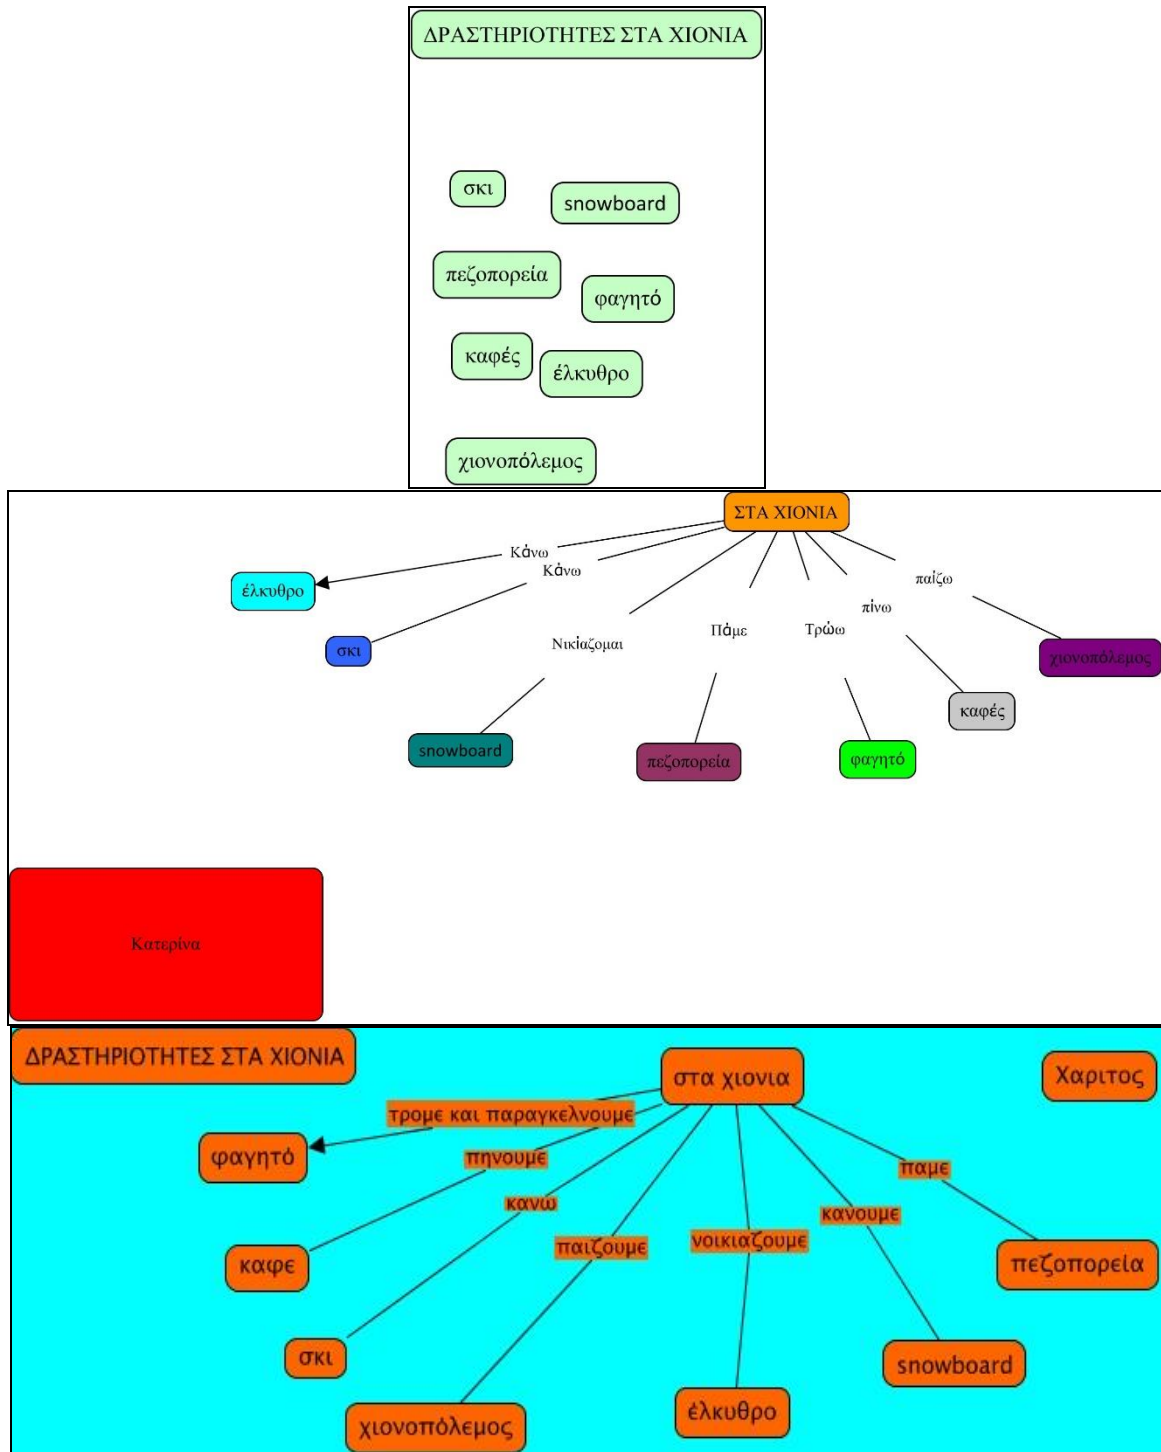 ΔΡΑΣΤΗΡΙΟΤΗΤΕΣ ΣΤΑ ΧΙΟΝΙΑ
σκι
snowboard
πεζοπορεία
φαγητό
καφές
έλκυθρο
χιονοπόλεμος
ΣΤΑ ΧΙΟΝΙΑ
Κάνω
Κάνω
παίζω
έλκυθρο
πίνω
Πάμε
Τρώω
Νικίαζομαι
σκι
χιονοπόλεμος
καφές
snowboard
πεζοπορεία
φαγητό
Κατερίνα
ΔΡΑΣΤΗΡΙΟΤΗΤΕΣ ΣΤΑ ΧΙΟΝΙΑ
στα χιονια
Χαριτος
τρομε και παραγκελνουμε
φαγητό
πηνουμε
παμε
κανω
κανουμε
παιζουμε
νοικιαζουμε
καφε
πεζοπορεία
σκι
snowboard
χιονοπόλεμος
έλκυθρο